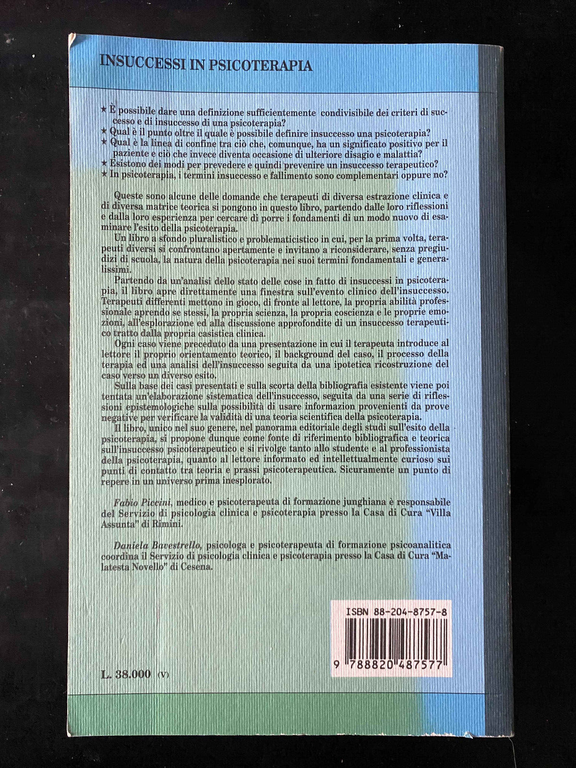 INSUCCESSI IN PSICOTERAPIA
★ È possibile dare una definizione sufficientemente condivisibile dei criteri di suc-
cesso e di insuccesso di una psicoterapia?
★ Qual è il punto oltre il quale è possibile definire insuccesso una psicoterapia?
★ Qual è la linea di confine tra ciò che, comunque, ha un significato positivo per il
paziente e ciò che invece diventa occasione di ulteriore disagio e malattia?
★ Esistono dei modi per prevedere e quindi prevenire un insuccesso terapeutico?
★ In psicoterapia, i termini insuccesso e fallimento sono complementari oppure no?
Queste sono alcune delle domande che terapeuti di diversa estrazione clinica e
di diversa matrice teorica si pongono in questo libro, partendo dalle loro riflessioni
e dalla loro esperienza per cercare di porre i fondamenti di un modo nuovo di esa-
minare l'esito della psicoterapia.
Un libro a sfondo pluralistico e problematicistico in cui, per la prima volta, tera-
peuti diversi si confrontano apertamente e invitano a riconsiderare, senza pregiu-
dizi di scuola, la natura della psicoterapia nei suoi termini fondamentali e genera-
lissimi.
Partendo da un'analisi dello stato delle cose in fatto di insuccessi in psicotera-
pia, il libro apre direttamente una finestra sull'evento clinico dell'insuccesso.
Terapeuti differenti mettono in gioco, di fronte al lettore, la propria abilità profes-
sionale aprendo se stessi, la propria scienza, la propria coscienza e le proprie emo-
zioni, all'esplorazione ed alla discussione approfondite di un insuccesso terapeuti-
co tratto dalla propria casistica clinica.
Ogni caso viene preceduto da una presentazione in cui il terapeuta introduce al
lettore il proprio orientamento teorico, il background del caso, il processo della
terapia ed una analisi dell'insuccesso seguita da una ipotetica ricostruzione del
caso verso un diverso esito.
Sulla base dei casi presentati e sulla scorta della bibliografia esistente viene poi
tentata un'elaborazione sistematica dell'insuccesso, seguita da una serie di rifles-
sioni epistemologiche sulla possibilità di usare informazion provenienti da prove
negative per verificare la validità di una teoria scientifica della psicoterapia.
Il libro, unico nel suo genere, nel panorama editoriale degli studi sull'esito della
psicoterapia, si propone dunque come fonte di riferimento bibliografica e teorica
sull'insuccesso psicoterapeutico e si rivolge tanto allo studente e al professionista
della psicoterapia, quanto al lettore informato ed intellettualmente curioso sui
punti di contatto tra teoria e prassi psicoterapeutica. Sicuramente un punto di
repere in un universo prima inesplorato.
Fabio Piccini, medico e psicoterapeuta di formazione junghiana è responsabile
del Servizio di psicologia clinica e psicoterapia presso la Casa di Cura "Villa
Assunta" di Rimini.
Daniela Bavestrello, psicologa e psicoterapeuta di formazione psicoanalitica
coordina il Servizio di psicologia clinica e psicoterapia presso la Casa di Cura "Ma-
latesta Novello" di Cesena.
ISBN 88-204-8757-8
9 788820 487577
L. 38.000 (V)